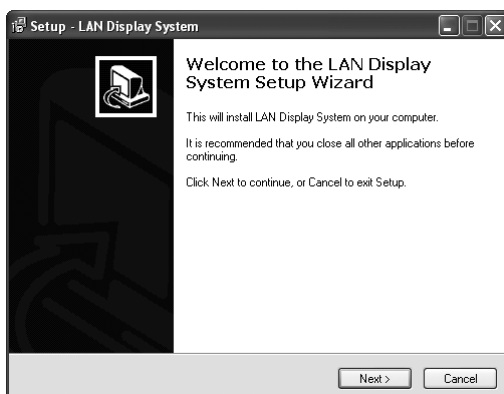 Setup - LAN Display System
Welcome to the LAN Display
System Setup Wizard
This will install LAN Display System on your computer.
It is recommended that you close all other applications before
continuing.
Click Next to continue, or Cancel to exit Setup.
Next >
Cancel